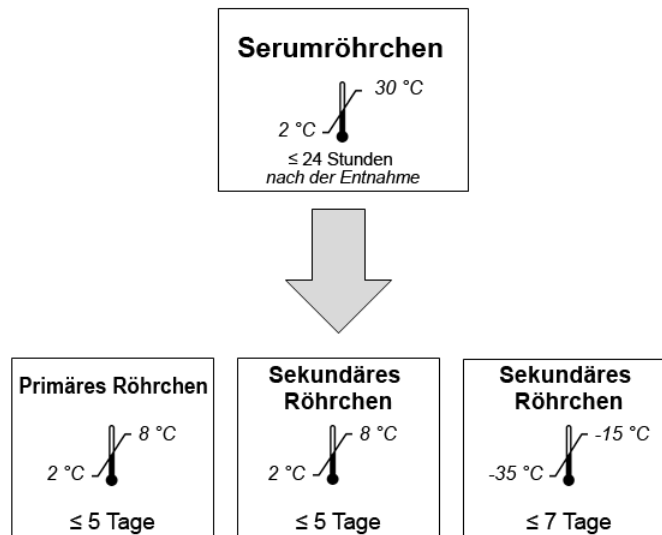 Serumröhrchen
30 °C
2 °C
≤ 24 Stunden
nach der Entnahme
Primäres Röhrchen
8 °C
2 °C
≤ 5 Tage
Sekundäres
Röhrchen
8 °C
2 °C
≤ 5 Tage
Sekundäres
Röhrchen
-15 °C
-35 °C
≤ 7 Tage